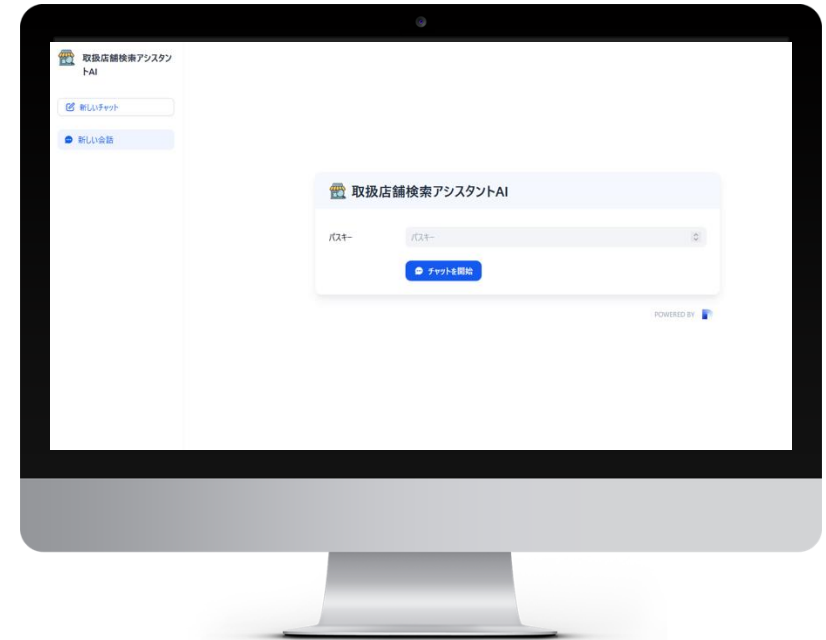 取扱店舗検索アシスタン
トAI
新しいチャット
新しい会話
取扱店舗検索アシスタントAI
パスキー
パスキー
チャットを開始
POWERED BY